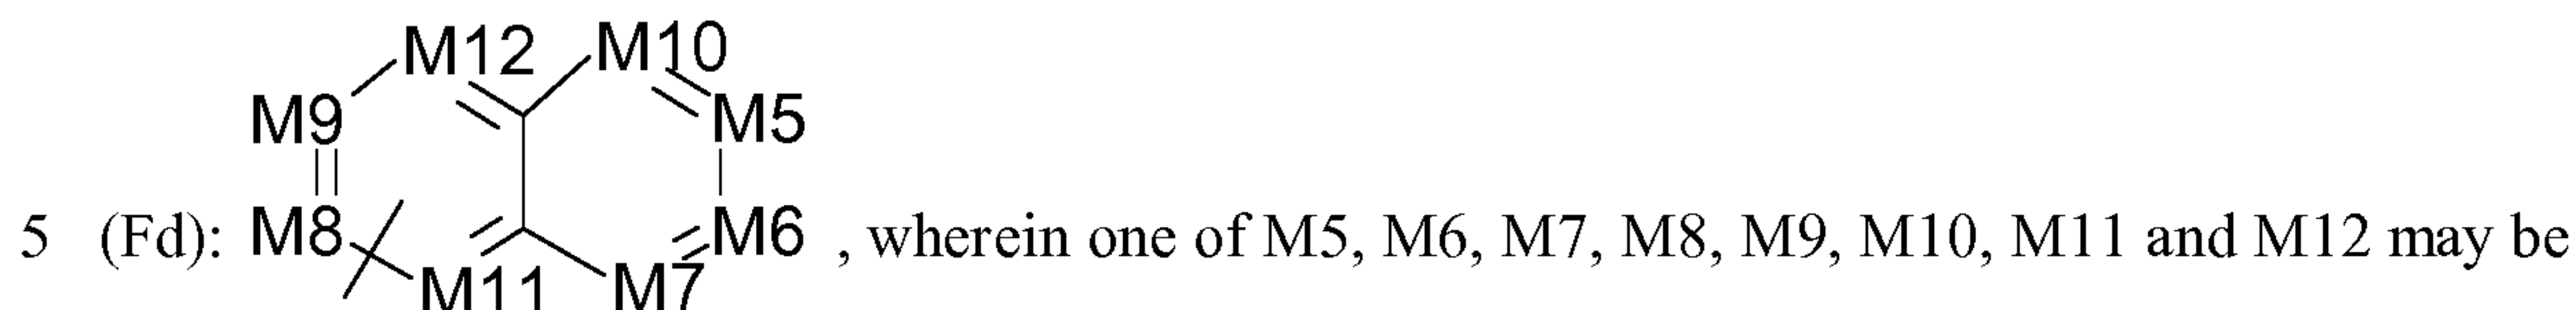 M12 M10
M9 M5
5 (Fd): M8 M6 , wherein one of M5, M6, M7, M8, M9, M10, M11 and M12 may be
M11 M7